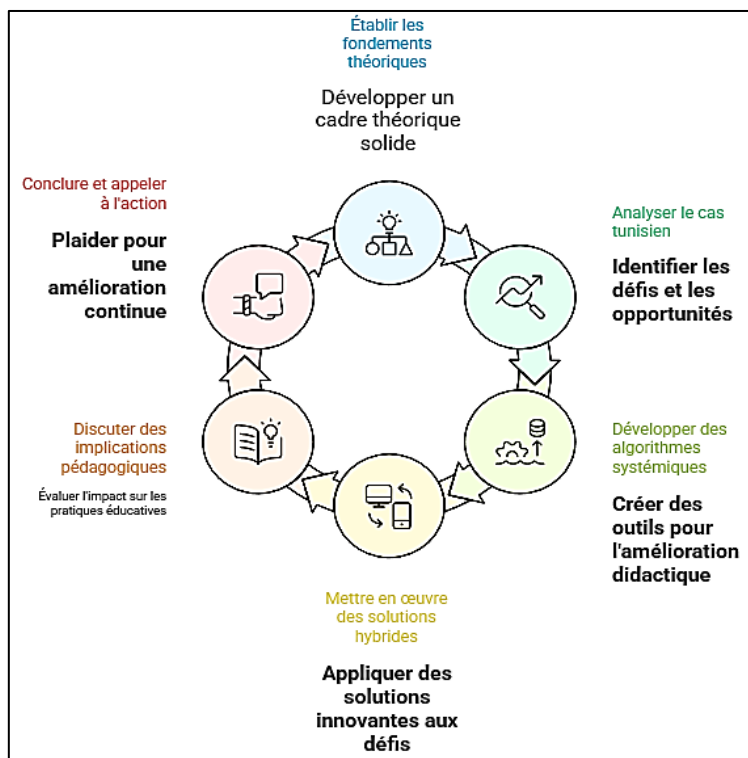 Établir les
fondements
théoriques
Développer un
cadre théorique
solide
Analyser le cas
tunisien
Identifier les
défis et les
opportunités
Développer des
algorithmes
systémiques
Créer des
outils pour
l'amélioration
didactique
Mettre en œuvre
des solutions
hybrides
Appliquer des
solutions
innovantes aux
défis
Discuter des
implications
pédagogiques
Évaluer l'impact sur les
pratiques éducatives
Conclure et appeler
à l'action
Plaider pour
une
amélioration
continue